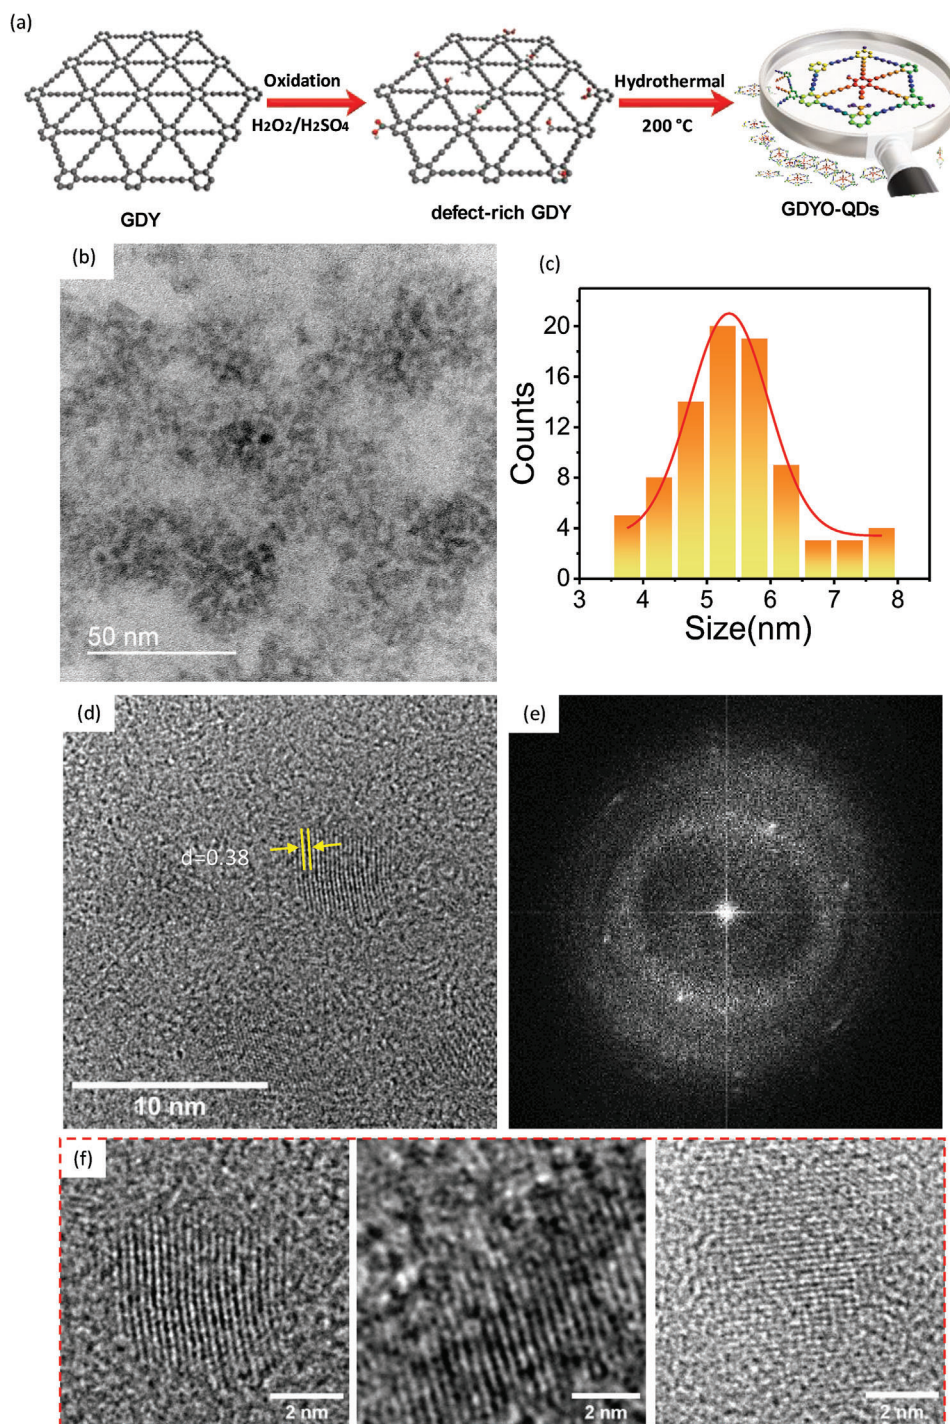 (a)
Oxidation
H₂O₂/H₂SO₄
Hydrothermal
200 °C
GDY
defect-rich GDY
GDYO-QDs
(b)
50 nm
(c)
Counts
20
16
12
8
4
0
3 4 5 6 7 8
Size(nm)
(d)
d=0.38
10 nm
(e)
(f)
2 nm
2 nm
2 nm